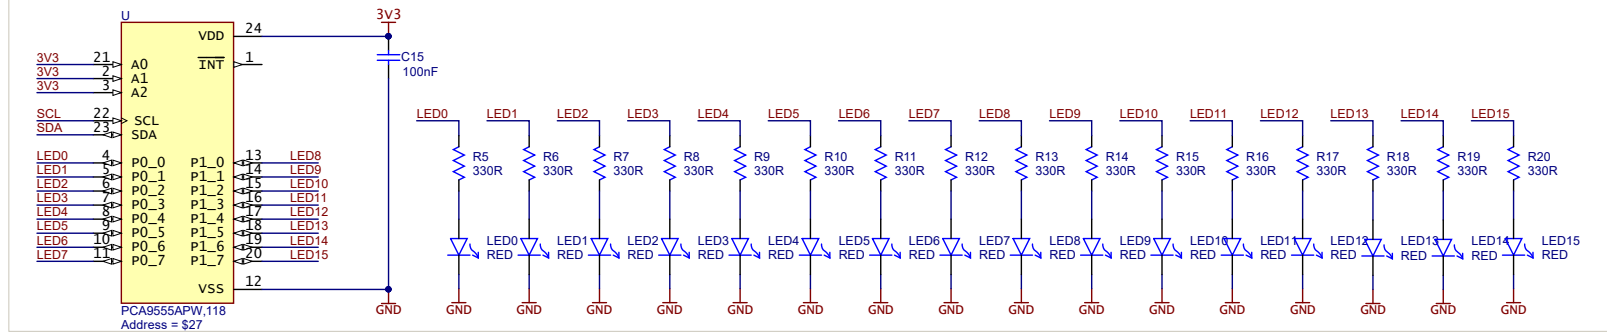 U
3V3
VDD 24
C15
100nF
3V3 21 A0
INT 1
3V3 2 A1
3V3 3 A2
SCL 22 SCL
SDA 23 SDA
LED0 4 P0_0 P1_0 13 LED8
LED1 5 P0_1 P1_1 14 LED9
LED2 6 P0_2 P1_2 15 LED10
LED3 7 P0_3 P1_3 16 LED11
LED4 8 P0_4 P1_4 17 LED12
LED5 9 P0_5 P1_5 18 LED13
LED6 10 P0_6 P1_6 19 LED14
LED7 11 P0_7 P1_7 20 LED15
VSS 12
GND
PCA9555APW,118
Address = $27
LED0 LED1 LED2 LED3 LED4 LED5 LED6 LED7 LED8 LED9 LED10 LED11 LED12 LED13 LED14 LED15
R5 R6 R7 R8 R9 R10 R11 R12 R13 R14 R15 R16 R17 R18 R19 R20
330R 330R 330R 330R 330R 330R 330R 330R 330R 330R 330R 330R 330R 330R 330R 330R
LED0 LED1 LED2 LED3 LED4 LED5 LED6 LED7 LED8 LED9 LED10 LED11 LED12 LED13 LED14 LED15
RED RED RED RED RED RED RED RED RED RED RED RED RED RED RED RED
GND GND GND GND GND GND GND GND GND GND GND GND GND GND GND GND